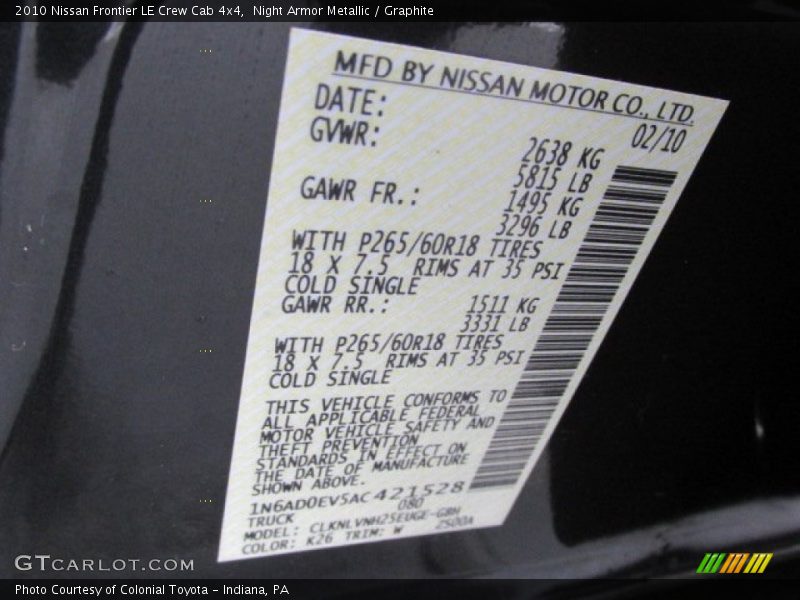 2010 Nissan Frontier LE Crew Cab 4x4,  Night Armor Metallic / Graphite
MFD BY NISSAN MOTOR CO., LTD.
DATE: 02/10
GVWR: 2638 KG
5815 LB
GAWR FR.: 1495 KG
3296 LB
WITH P265/60R18 TIRES
18 X 7.5 RIMS AT 35 PSI
COLD SINGLE
GAWR RR.: 1511 KG
3331 LB
WITH P265/60R18 TIRES
18 X 7.5 RIMS AT 35 PSI
COLD SINGLE
THIS VEHICLE CONFORMS TO
ALL APPLICABLE FEDERAL
MOTOR VEHICLE SAFETY AND
THEFT PREVENTION
STANDARDS IN EFFECT ON
THE DATE OF MANUFACTURE
SHOWN ABOVE.
1N6AD0EV5AC421528
TRUCK 080
MODEL: CLKNLVNH25EUGE-GBH
COLOR: K26 TRIM: W 2500A
GTCARLOT.COM
Photo Courtesy of Colonial Toyota - Indiana, PA